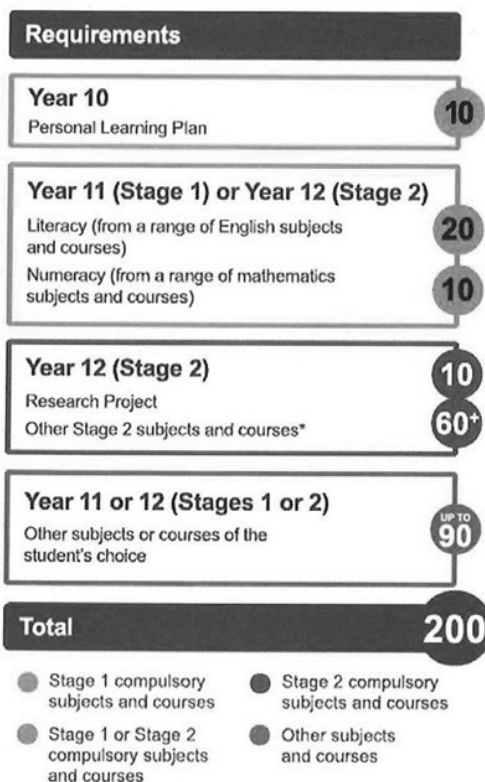 Requirements
Year 10
Personal Learning Plan
10
Year 11 (Stage 1) or Year 12 (Stage 2)
Literacy (from a range of English subjects
and courses)
20
Numeracy (from a range of mathematics
subjects and courses)
10
Year 12 (Stage 2)
10
Research Project
Other Stage 2 subjects and courses*
60+
Year 11 or 12 (Stages 1 or 2)
Other subjects or courses of the
student's choice
UP TO
90
Total
200
Stage 1 compulsory
subjects and courses
Stage 2 compulsory
subjects and courses
Stage 1 or Stage 2
compulsory subjects
and courses
Other subjects
and courses